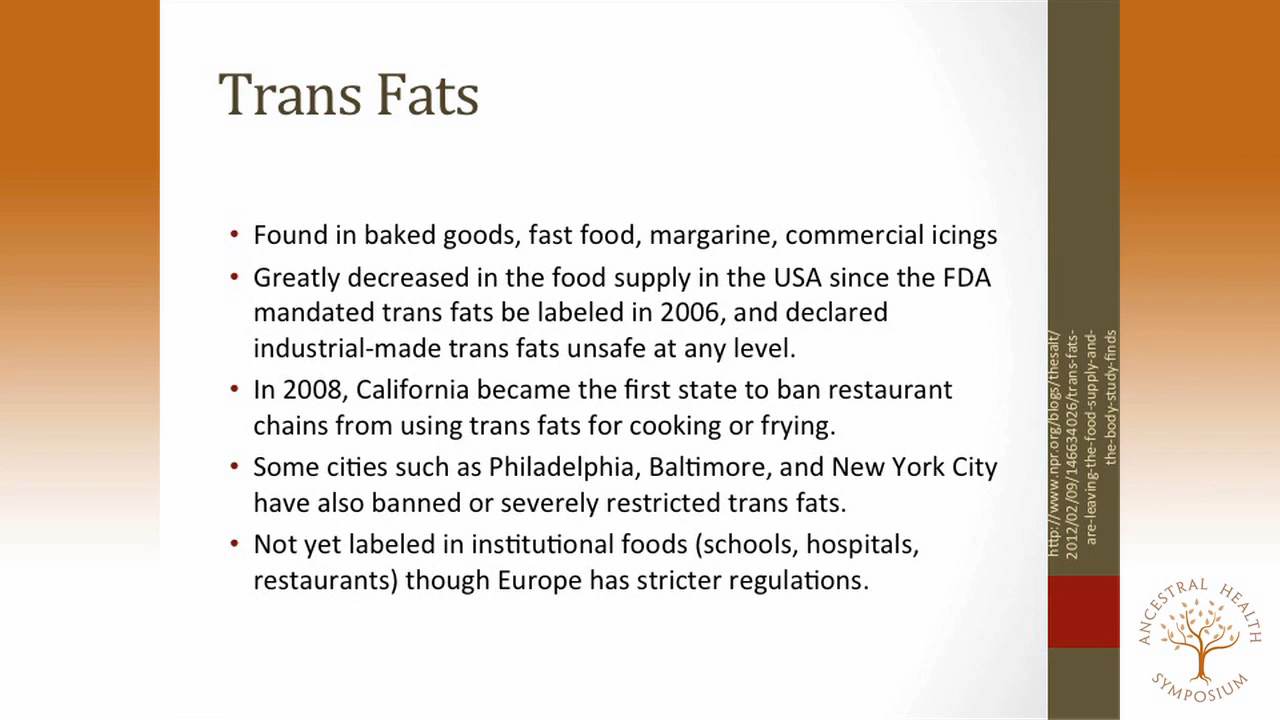 Trans Fats
• Found in baked goods, fast food, margarine, commercial icings
• Greatly decreased in the food supply in the USA since the FDA
mandated trans fats be labeled in 2006, and declared
industrial-made trans fats unsafe at any level.
• In 2008, California became the first state to ban restaurant
chains from using trans fats for cooking or frying.
• Some cities such as Philadelphia, Baltimore, and New York City
have also banned or severely restricted trans fats.
• Not yet labeled in institutional foods (schools, hospitals,
restaurants) though Europe has stricter regulations.
http://www.npr.org/blogs/thesalt/
2012/02/09/146634026/trans-fats-
are-leaving-the-food-supply-and-
the-body-study-finds
ANCESTRAL HEALTH
SYMPOSIUM